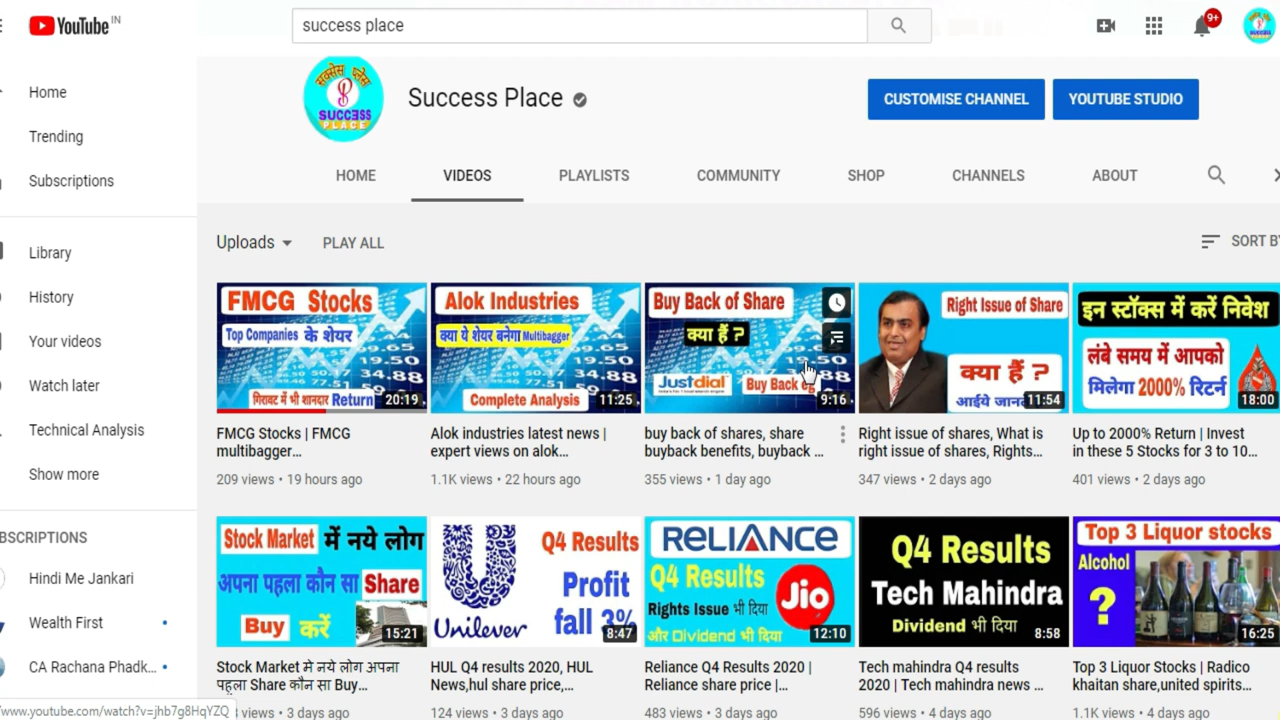 YouTube IN
success place
9+
Home
Trending
Subscriptions
Library
History
Your videos
Watch later
Technical Analysis
Show more
BSCRIPTIONS
Hindi Me Jankari
Wealth First
CA Rachana Phadk...
सक्सेस प्लेस
SUCCESS
PLACE
Success Place
CUSTOMISE CHANNEL
YOUTUBE STUDIO
HOME
VIDEOS
PLAYLISTS
COMMUNITY
SHOP
CHANNELS
ABOUT
Uploads
PLAY ALL
SORT BY
FMCG Stocks
Top Companies के शेयर
गिरावट में भी शानदार Return
20:19
FMCG Stocks | FMCG
multibagger...
209 views • 19 hours ago
Alok Industries
क्या ये शेयर बनेगा Multibagger
Complete Analysis
11:25
Alok industries latest news |
expert views on alok...
1.1K views • 22 hours ago
Buy Back of Share
क्या हैं ?
Justdial
Buy Back
9:16
buy back of shares, share
buyback benefits, buyback ...
355 views • 1 day ago
Right Issue of Share
क्या हैं ?
आईये जानते
11:54
Right issue of shares, What is
right issue of shares, Rights...
347 views • 2 days ago
इन स्टॉक्स में करें निवेश
लंबे समय में आपको
मिलेगा 2000% रिटर्न
18:00
Up to 2000% Return | Invest
in these 5 Stocks for 3 to 10...
401 views • 2 days ago
Stock Market में नये लोग
अपना पहला कौन सा Share
Buy करें
15:21
Stock Market मे नये लोग अपना
पहला Share कौन सा Buy...
views • 3 days ago
Q4 Results
Profit
fall 3%
Unilever
8:47
HUL Q4 results 2020, HUL
News,hul share price,...
124 views • 3 days ago
RELIANCE
Q4 Results
Jio
Rights Issue भी दिया
और Dividend भी दिया
12:10
Reliance Q4 Results 2020 |
Reliance share price |...
483 views • 3 days ago
Q4 Results
Tech Mahindra
Dividend भी दिया
8:58
Tech mahindra Q4 results
2020 | Tech mahindra news ...
596 views • 4 days ago
Top 3 Liquor stocks
Alcohol
?
16:25
Top 3 Liquor Stocks | Radico
khaitan share,united spirits...
1.1K views • 4 days ago
/www.youtube.com/watch?v=jhb7g8HqYZQ